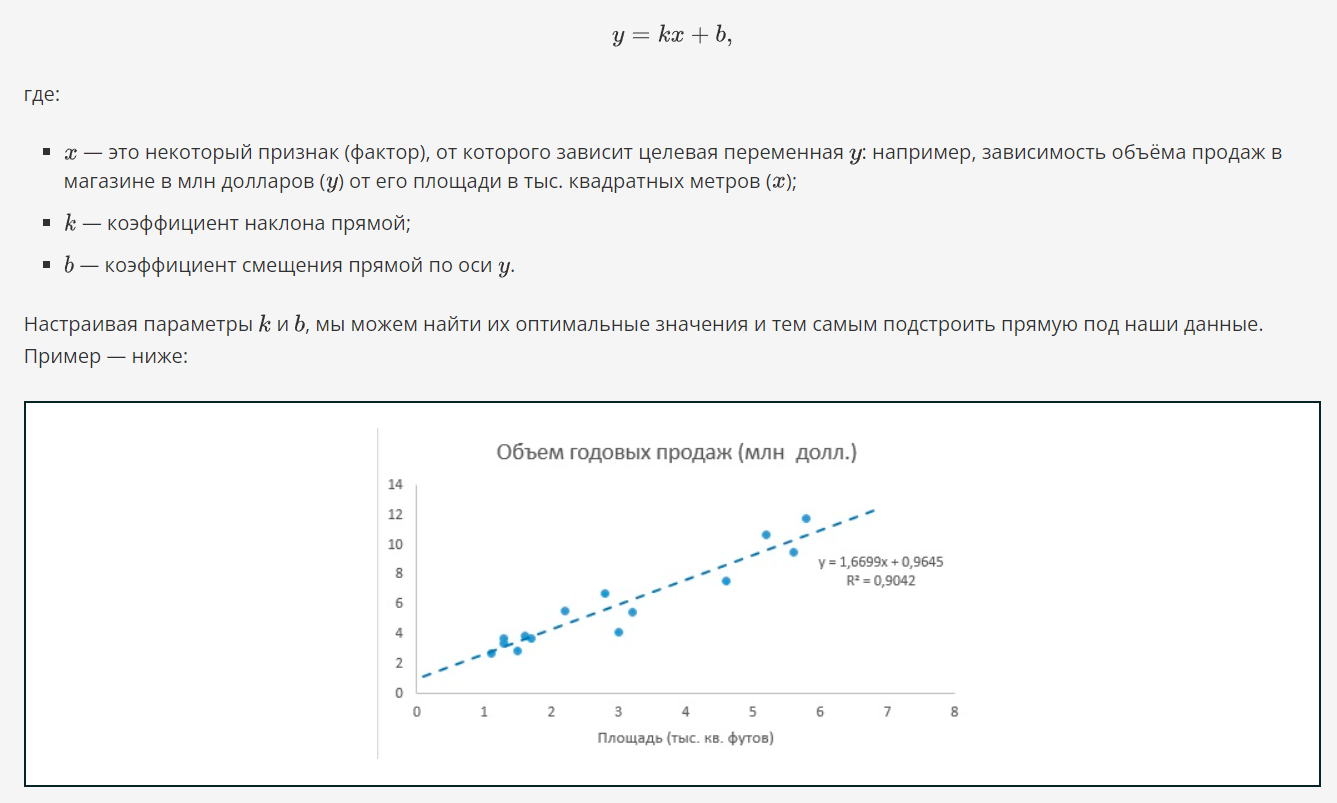 y = kx + b,
где:
x — это некоторый признак (фактор), от которого зависит целевая переменная y: например, зависимость объёма продаж в
магазине в млн долларов (y) от его площади в тыс. квадратных метров (x);
k — коэффициент наклона прямой;
b — коэффициент смещения прямой по оси y.
Настраивая параметры k и b, мы можем найти их оптимальные значения и тем самым подстроить прямую под наши данные.
Пример — ниже:
Объем годовых продаж (млн долл.)
14
12
10
8
6
4
2
0
y = 1,6699x + 0,9645
R² = 0,9042
0 1 2 3 4 5 6 7 8
Площадь (тыс. кв. футов)